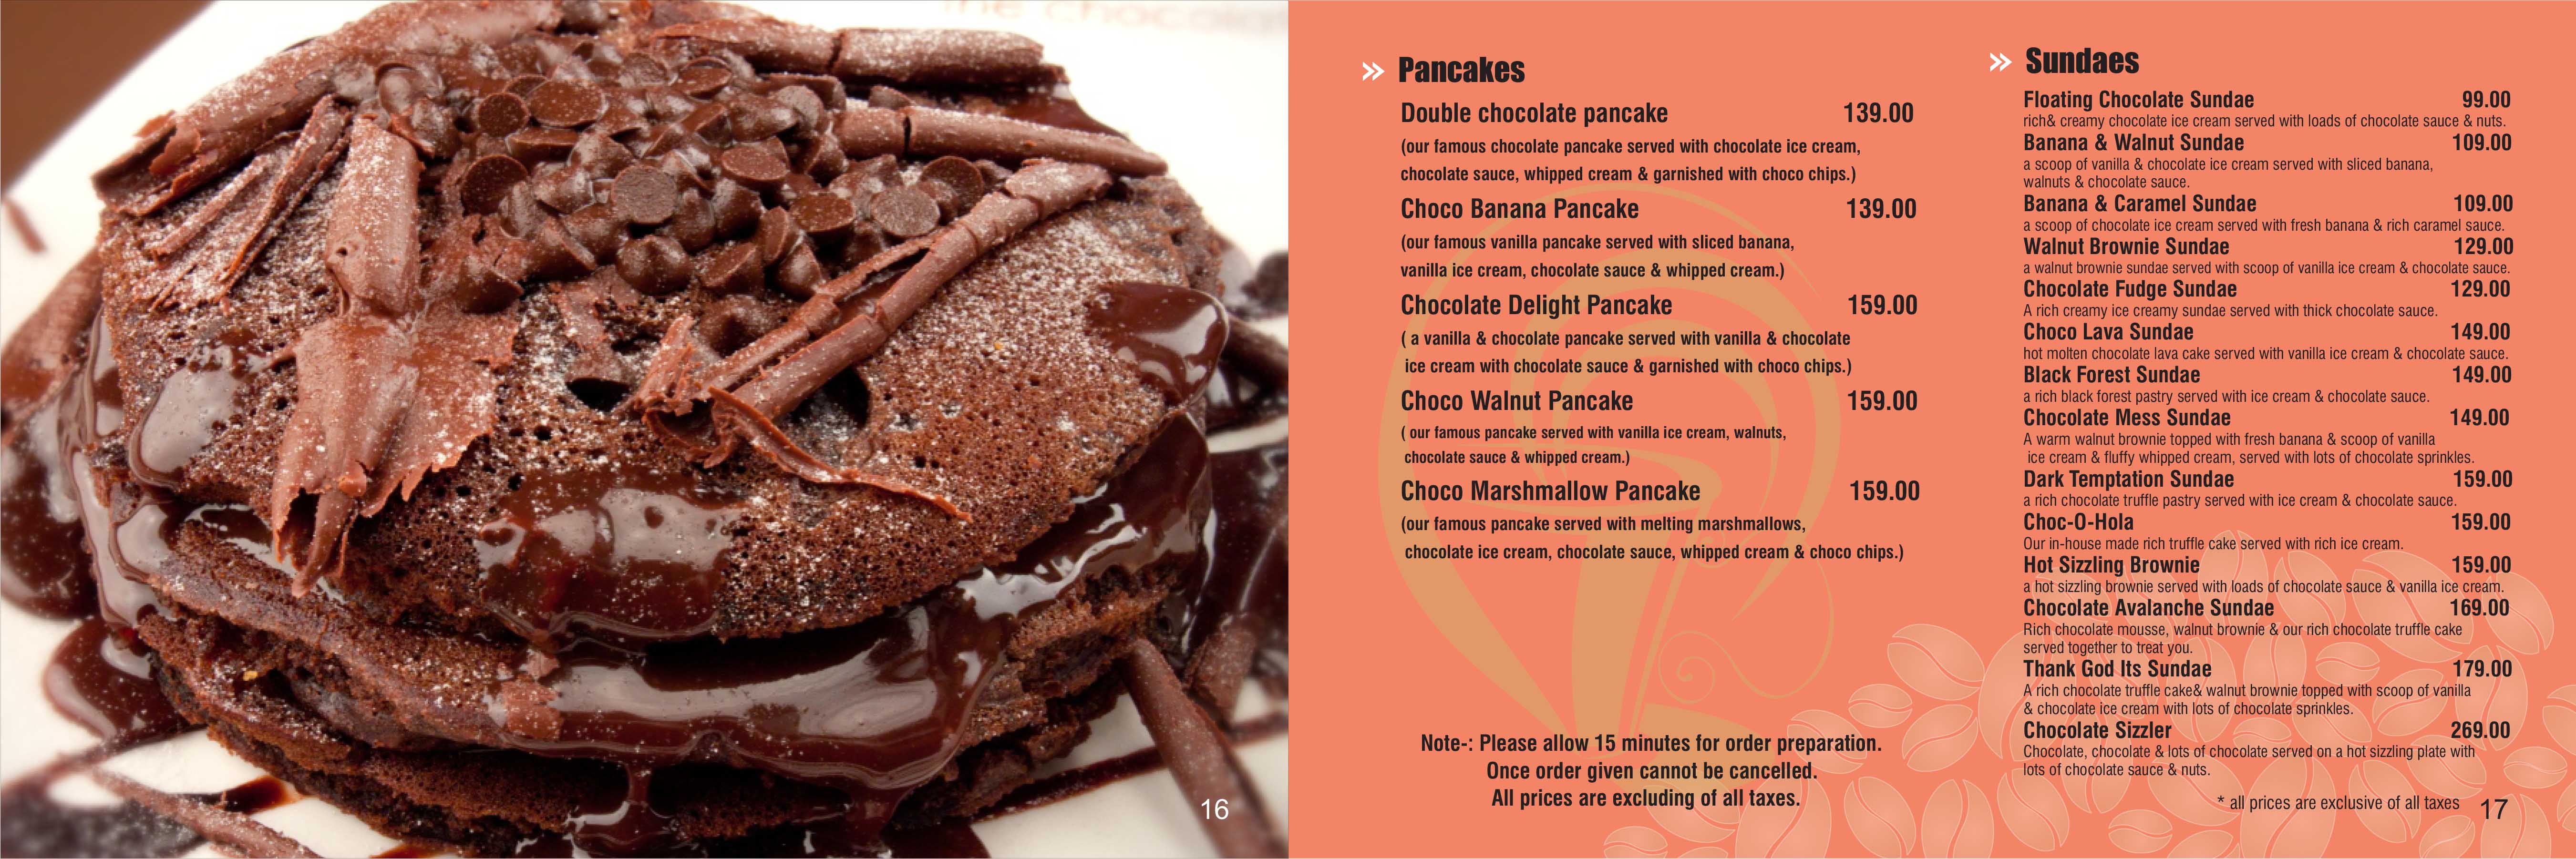 the chocolat
16
Pancakes
Double chocolate pancake 139.00
(our famous chocolate pancake served with chocolate ice cream,
chocolate sauce, whipped cream & garnished with choco chips.)
Choco Banana Pancake 139.00
(our famous vanilla pancake served with sliced banana,
vanilla ice cream, chocolate sauce & whipped cream.)
Chocolate Delight Pancake 159.00
( a vanilla & chocolate pancake served with vanilla & chocolate
ice cream with chocolate sauce & garnished with choco chips.)
Choco Walnut Pancake 159.00
( our famous pancake served with vanilla ice cream, walnuts,
chocolate sauce & whipped cream.)
Choco Marshmallow Pancake 159.00
(our famous pancake served with melting marshmallows,
chocolate ice cream, chocolate sauce, whipped cream & choco chips.)
Note-: Please allow 15 minutes for order preparation.
Once order given cannot be cancelled.
All prices are excluding of all taxes.
Sundaes
Floating Chocolate Sundae 99.00
rich& creamy chocolate ice cream served with loads of chocolate sauce & nuts.
Banana & Walnut Sundae 109.00
a scoop of vanilla & chocolate ice cream served with sliced banana,
walnuts & chocolate sauce.
Banana & Caramel Sundae 109.00
a scoop of chocolate ice cream served with fresh banana & rich caramel sauce.
Walnut Brownie Sundae 129.00
a walnut brownie sundae served with scoop of vanilla ice cream & chocolate sauce.
Chocolate Fudge Sundae 129.00
A rich creamy ice creamy sundae served with thick chocolate sauce.
Choco Lava Sundae 149.00
hot molten chocolate lava cake served with vanilla ice cream & chocolate sauce.
Black Forest Sundae 149.00
a rich black forest pastry served with ice cream & chocolate sauce.
Chocolate Mess Sundae 149.00
A warm walnut brownie topped with fresh banana & scoop of vanilla
ice cream & fluffy whipped cream, served with lots of chocolate sprinkles.
Dark Temptation Sundae 159.00
a rich chocolate truffle pastry served with ice cream & chocolate sauce.
Choc-O-Hola 159.00
Our in-house made rich truffle cake served with rich ice cream.
Hot Sizzling Brownie 159.00
a hot sizzling brownie served with loads of chocolate sauce & vanilla ice cream.
Chocolate Avalanche Sundae 169.00
Rich chocolate mousse, walnut brownie & our rich chocolate truffle cake
served together to treat you.
Thank God Its Sundae 179.00
A rich chocolate truffle cake& walnut brownie topped with scoop of vanilla
& chocolate ice cream with lots of chocolate sprinkles.
Chocolate Sizzler 269.00
Chocolate, chocolate & lots of chocolate served on a hot sizzling plate with
lots of chocolate sauce & nuts.
* all prices are exclusive of all taxes 17